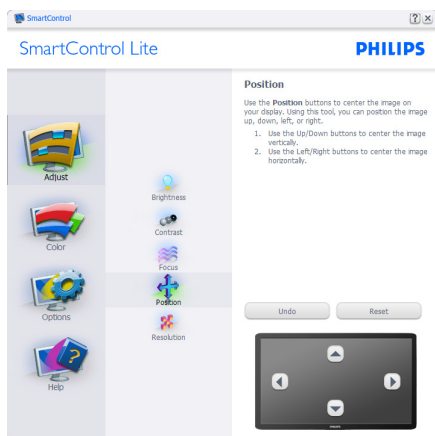 SmartControl
SmartControl Lite
PHILIPS
Adjust
Color
Options
Help
Brightness
Contrast
Focus
Position
Resolution
Position
Use the Position buttons to center the image on
your display. Using this tool, you can position the image
up, down, left, or right.
1. Use the Up/Down buttons to center the image
vertically.
2. Use the Left/Right buttons to center the image
horizontally.
Undo
Reset
PHILIPS